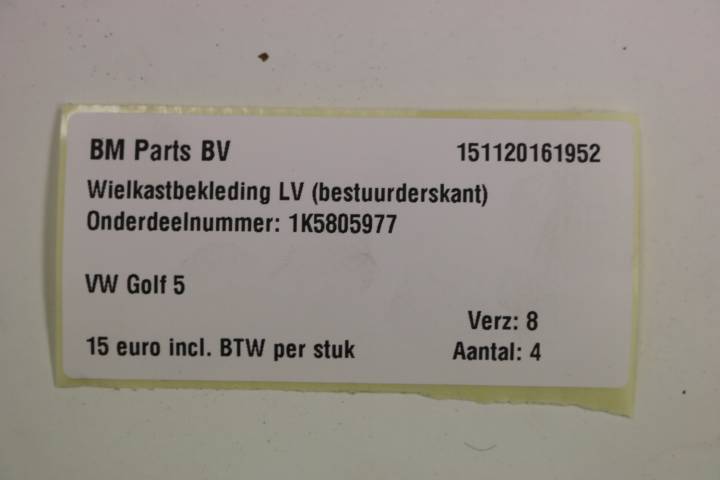 BM Parts BV 151120161952
Wielkastbekleding LV (bestuurderskant)
Onderdeelnummer: 1K5805977
VW Golf 5
Verz: 8
15 euro incl. BTW per stuk Aantal: 4